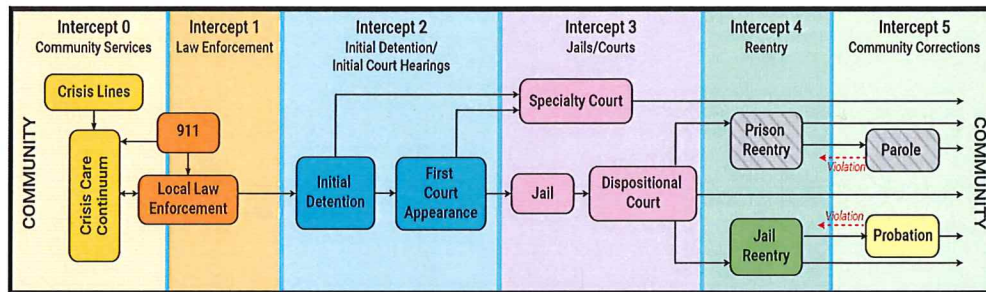 Intercept 0
Community Services
Intercept 1
Law Enforcement
Intercept 2
Initial Detention/
Initial Court Hearings
Intercept 3
Jails/Courts
Intercept 4
Reentry
Intercept 5
Community Corrections
COMMUNITY
Crisis Lines
Crisis Care
Continuum
911
Local Law
Enforcement
Initial
Detention
First
Court
Appearance
Specialty Court
Jail
Dispositional
Court
Prison
Reentry
Violation
Parole
Jail
Reentry
Violation
Probation
COMMUNITY